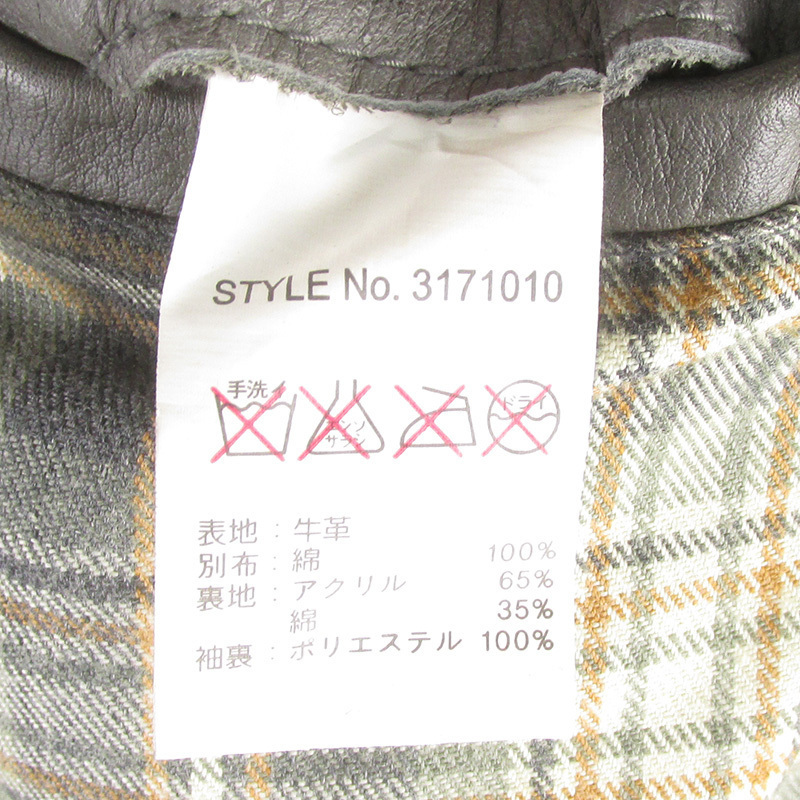 STYLE No. 3171010
手洗イ
エンソ
サラシ
ドライ
表地 : 牛革
別布 : 綿 100%
裏地 : アクリル 65%
綿 35%
袖裏 : ポリエステル 100%